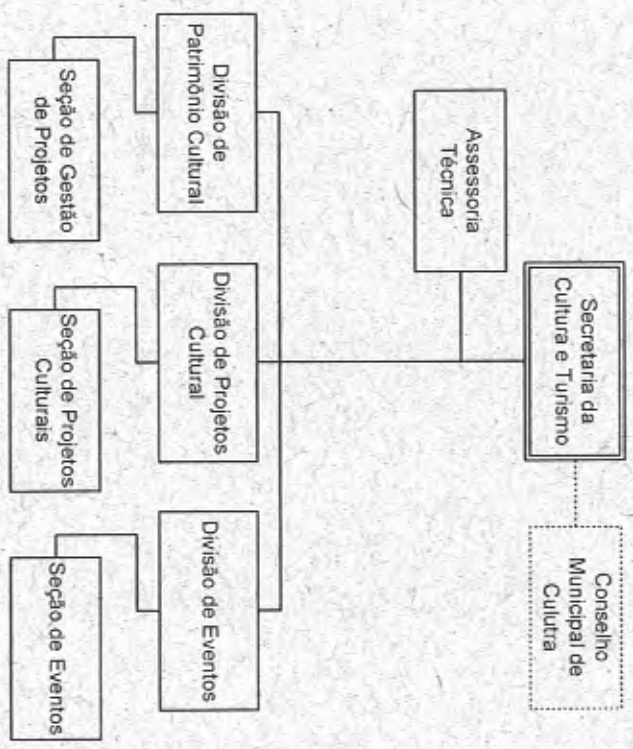 Secretaria da
Cultura e Turismo
Conselho
Municipal de
Culutra
Assessoria
Técnica
Divisão de
Patrimônio Cultural
Divisão de Projetos
Cultural
Divisão de Eventos
Seção de Gestão
de Projetos
Seção de Projetos
Culturais
Seção de Eventos